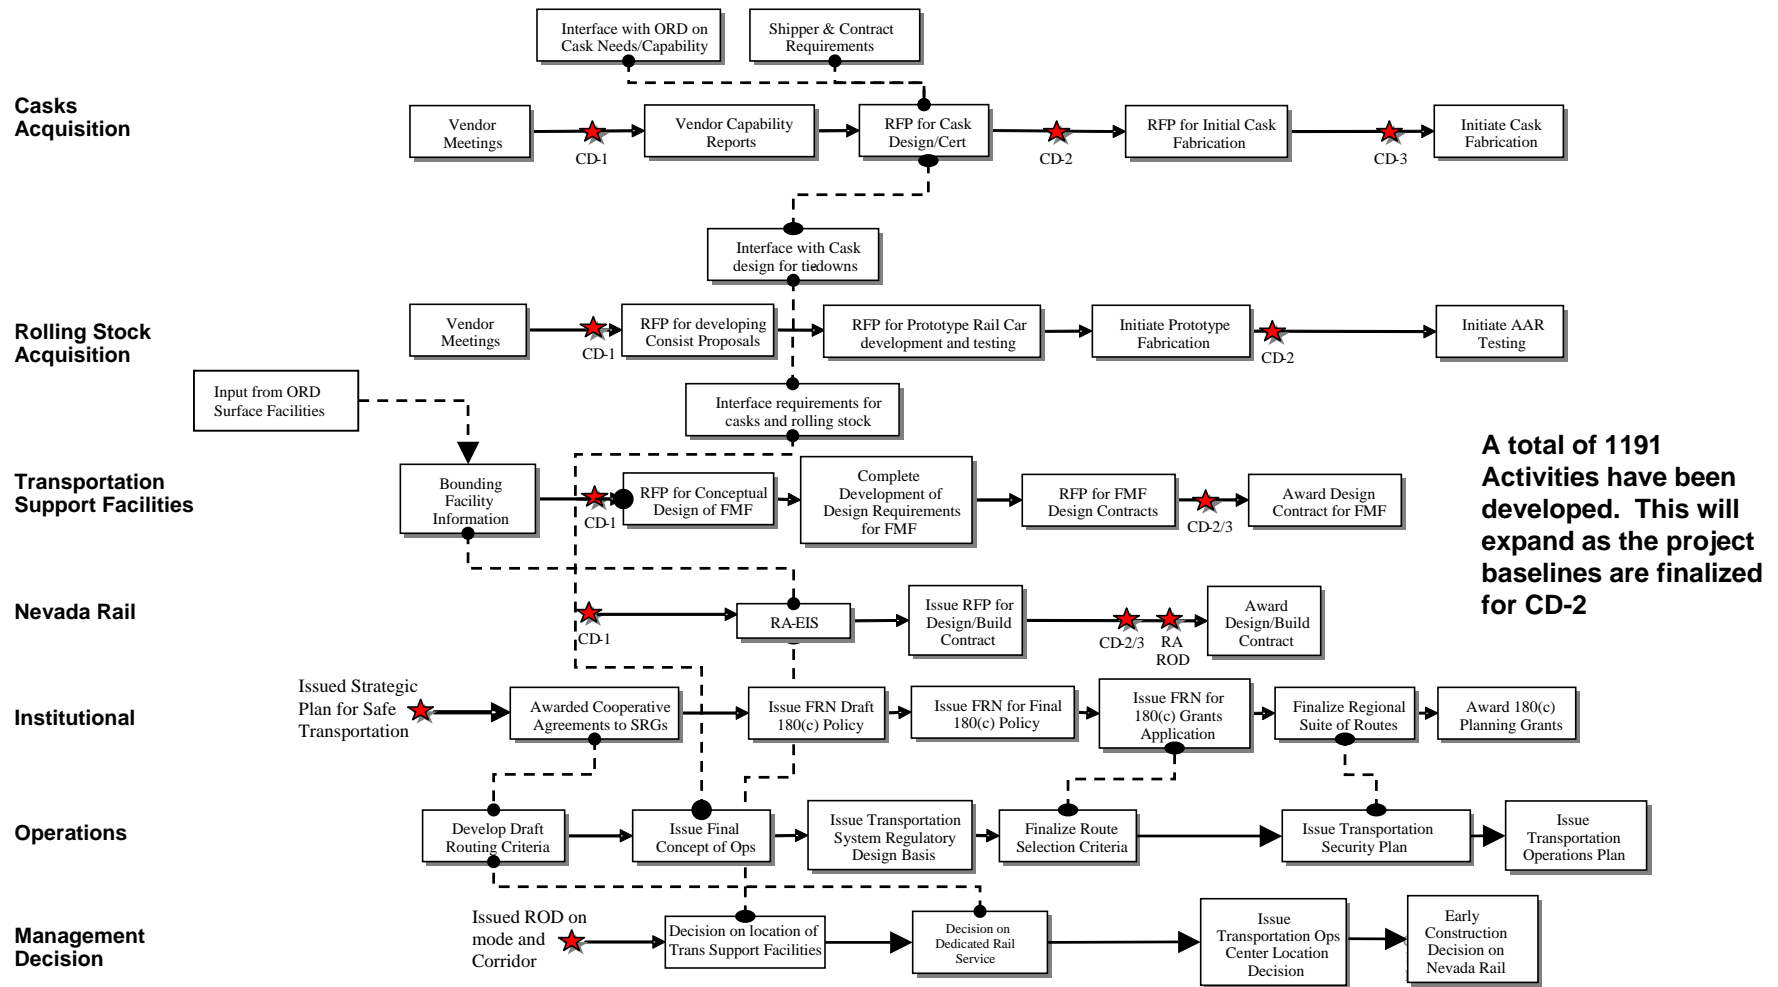 Interface with ORD on
Cask Needs/Capability
Shipper & Contract
Requirements
Casks
Acquisition
Vendor
Meetings
CD-1
Vendor Capability
Reports
RFP for Cask
Design/Cert
CD-2
RFP for Initial Cask
Fabrication
CD-3
Initiate Cask
Fabrication
Interface with Cask
design for tiedowns
Rolling Stock
Acquisition
Vendor
Meetings
CD-1
RFP for developing
Consist Proposals
RFP for Prototype Rail Car
development and testing
Initiate Prototype
Fabrication
CD-2
Initiate AAR
Testing
Input from ORD
Surface Facilities
Interface requirements for
casks and rolling stock
A total of 1191
Activities have been
developed. This will
expand as the project
baselines are finalized
for CD-2
Transportation
Support Facilities
Bounding
Facility
Information
CD-1
RFP for Conceptual
Design of FMF
Complete
Development of
Design Requirements
for FMF
RFP for FMF
Design Contracts
CD-2/3
Award Design
Contract for FMF
Nevada Rail
CD-1
RA-EIS
Issue RFP for
Design/Build
Contract
CD-2/3
RA
ROD
Award
Design/Build
Contract
Institutional
Issued Strategic
Plan for Safe
Transportation
Awarded Cooperative
Agreements to SRGs
Issue FRN Draft
180(c) Policy
Issue FRN for Final
180(c) Policy
Issue FRN for
180(c) Grants
Application
Finalize Regional
Suite of Routes
Award 180(c)
Planning Grants
Operations
Develop Draft
Routing Criteria
Issue Final
Concept of Ops
Issue Transportation
System Regulatory
Design Basis
Finalize Route
Selection Criteria
Issue Transportation
Security Plan
Issue
Transportation
Operations Plan
Management
Decision
Issued ROD on
mode and
Corridor
Decision on location of
Trans Support Facilities
Decision on
Dedicated Rail
Service
Issue
Transportation Ops
Center Location
Decision
Early
Construction
Decision on
Nevada Rail